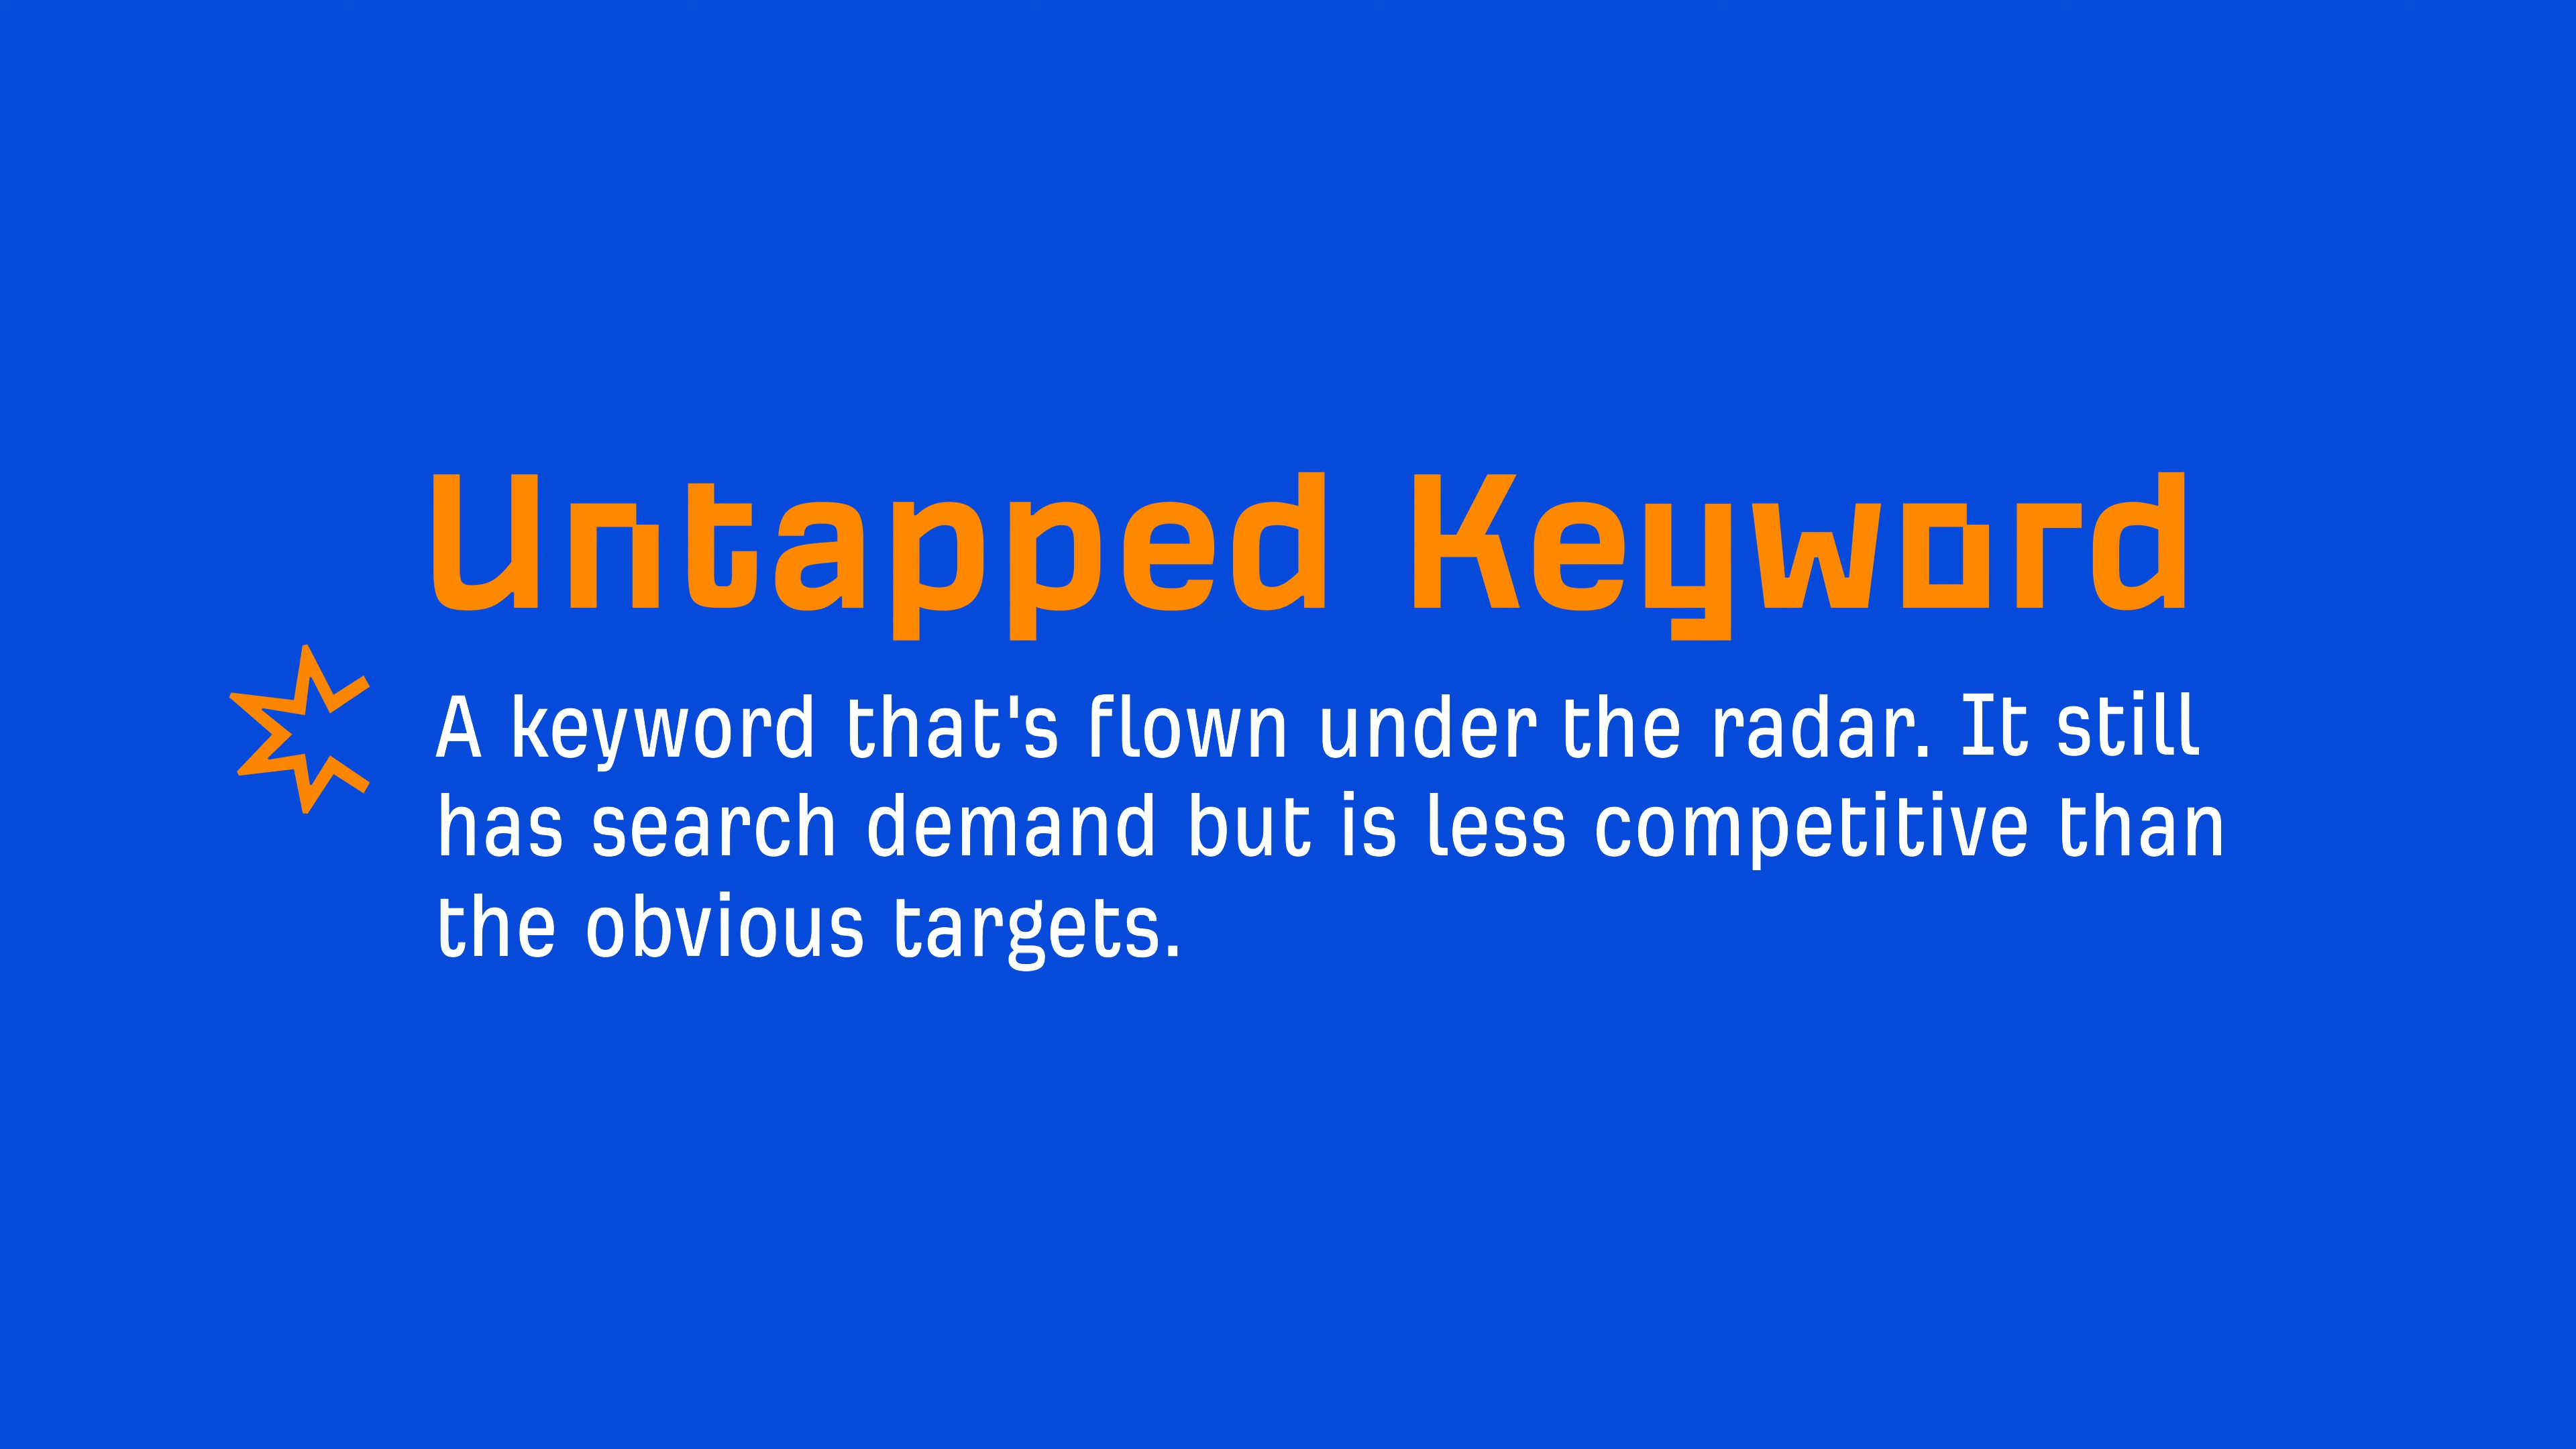 Untapped Keyword
A keyword that's flown under the radar. It still
has search demand but is less competitive than
the obvious targets.